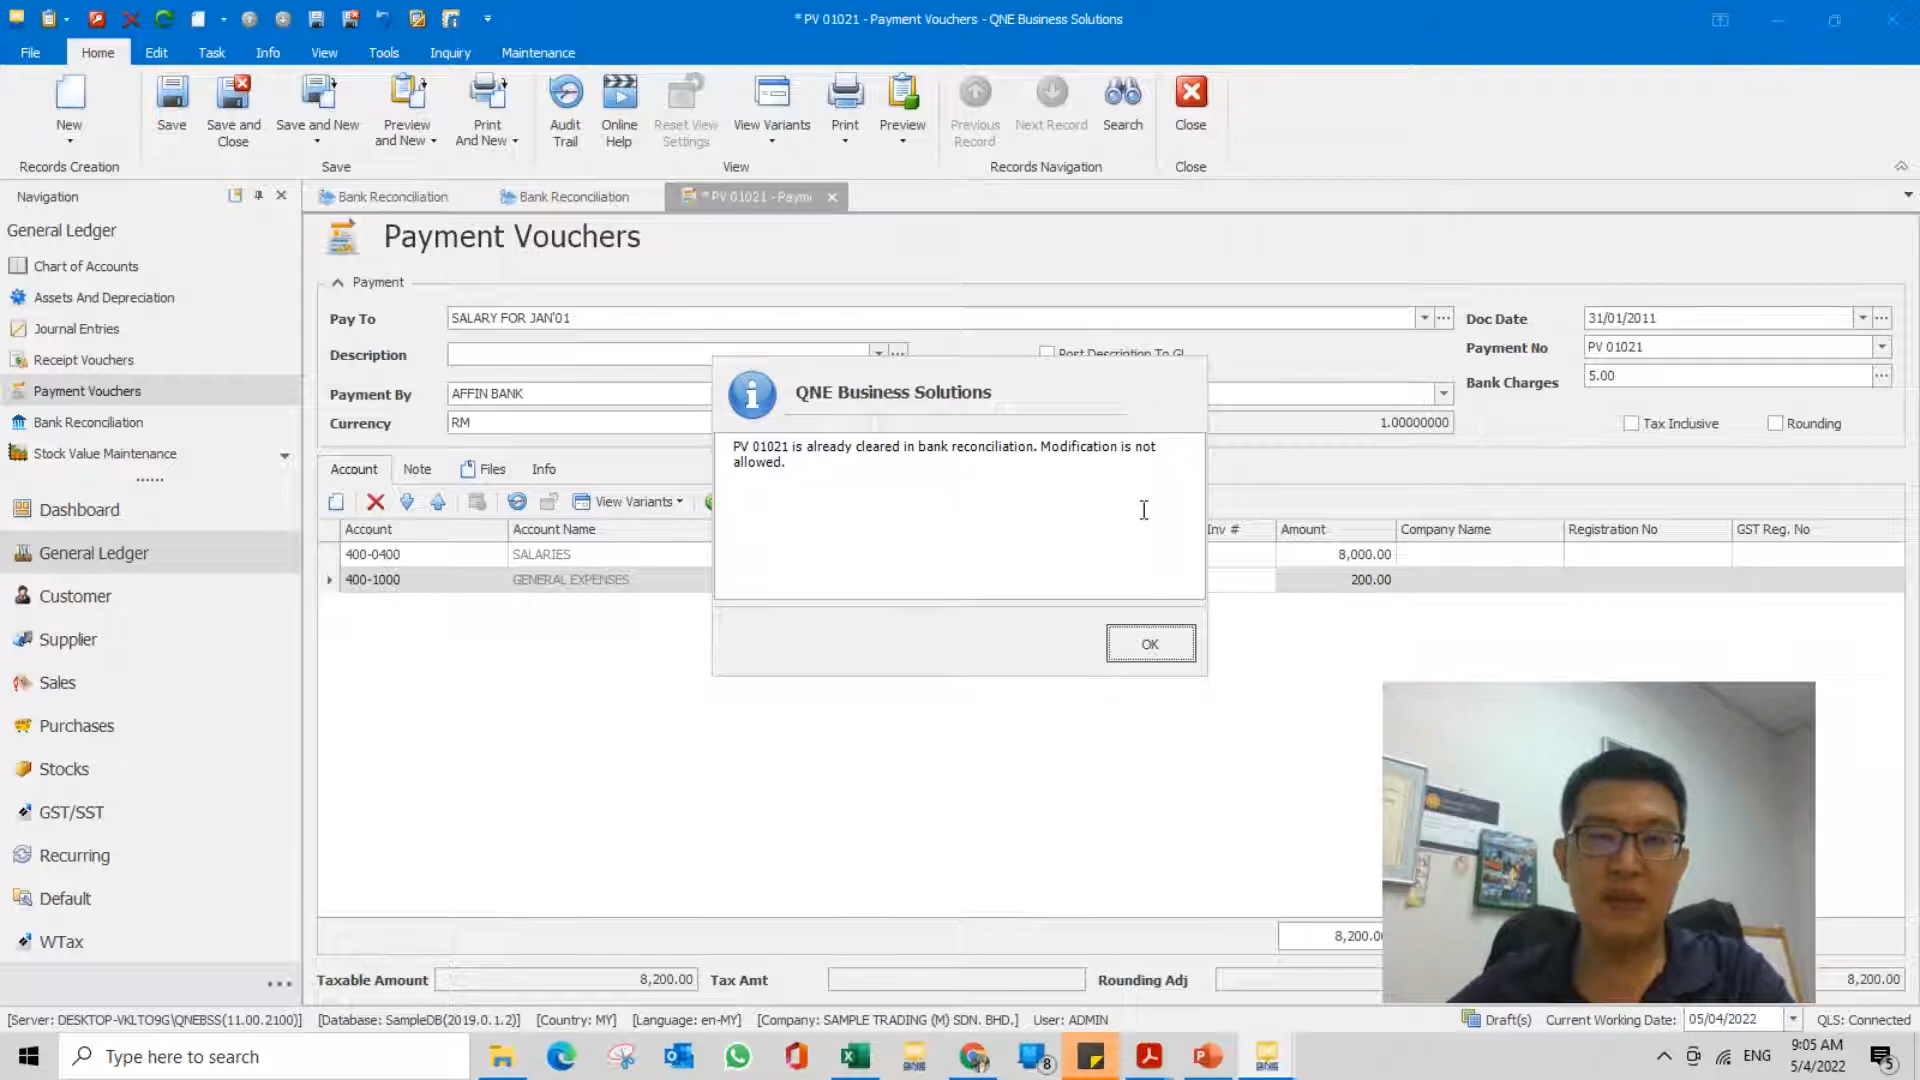 * PV 01021 - Payment Vouchers - QNE Business Solutions
File Home Edit Task Info View Tools Inquiry Maintenance
New Save Save and Close Save and New Preview and New Print And New Audit Trail Online Help Reset View Settings View Variants Print Preview Previous Record Next Record Search Close
Records Creation Save View Records Navigation Close
Navigation
Bank Reconciliation Bank Reconciliation * PV 01021 - Payme
General Ledger
Chart of Accounts
Assets And Depreciation
Journal Entries
Receipt Vouchers
Payment Vouchers
Bank Reconciliation
Stock Value Maintenance
Dashboard
General Ledger
Customer
Supplier
Sales
Purchases
Stocks
GST/SST
Recurring
Default
WTax
Payment Vouchers
Payment
Pay To SALARY FOR JAN'01 Doc Date 31/01/2011
Description Post Description To GL Payment No PV 01021
Bank Charges 5.00
Payment By AFFIN BANK
Currency RM 1.00000000 Tax Inclusive Rounding
Account Note Files Info
View Variants
Account Account Name Inv # Amount Company Name Registration No GST Reg. No
400-0400 SALARIES 8,000.00
400-1000 GENERAL EXPENSES 200.00
QNE Business Solutions
PV 01021 is already cleared in bank reconciliation. Modification is not
allowed.
OK
8,200.00
Taxable Amount 8,200.00 Tax Amt Rounding Adj 8,200.00
[Server: DESKTOP-VKLTO9G\QNEBSS(11.00.2100)] [Database: SampleDB(2019.0.1.2)] [Country: MY] [Language: en-MY] [Company: SAMPLE TRADING (M) SDN. BHD.] User: ADMIN Draft(s) Current Working Date: 05/04/2022 QLS: Connected
Type here to search 8 ENG 9:05 AM
5/4/2022 5